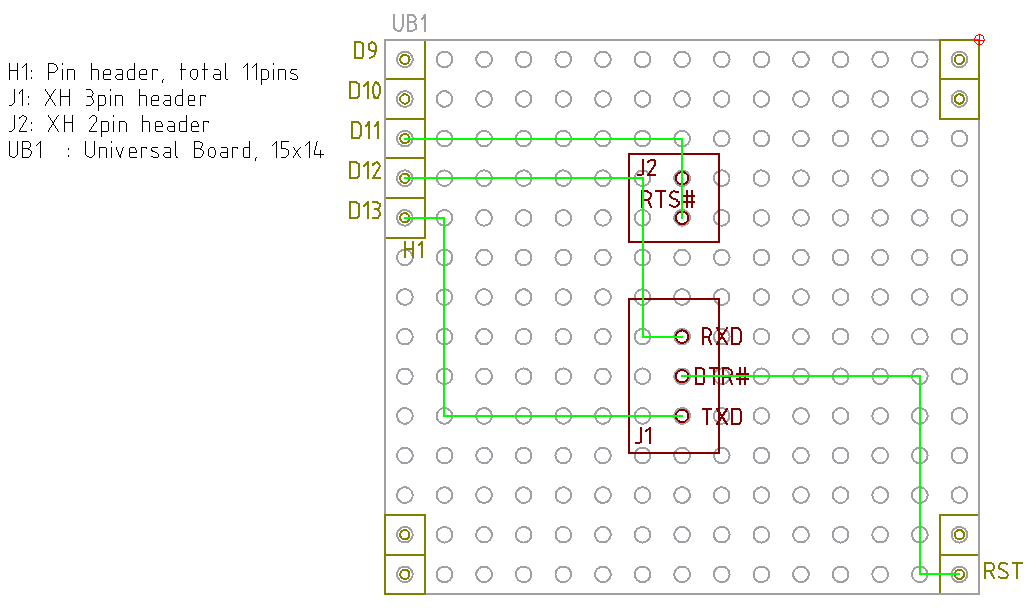 UB1
D9
H1: Pin header, total 11pins
J1: XH 3pin header
J2: XH 2pin header
UB1 : Universal Board, 15x14
D10
D11
D12
D13
H1
J2
RTS#
RXD
DTR#
TXD
J1
RST